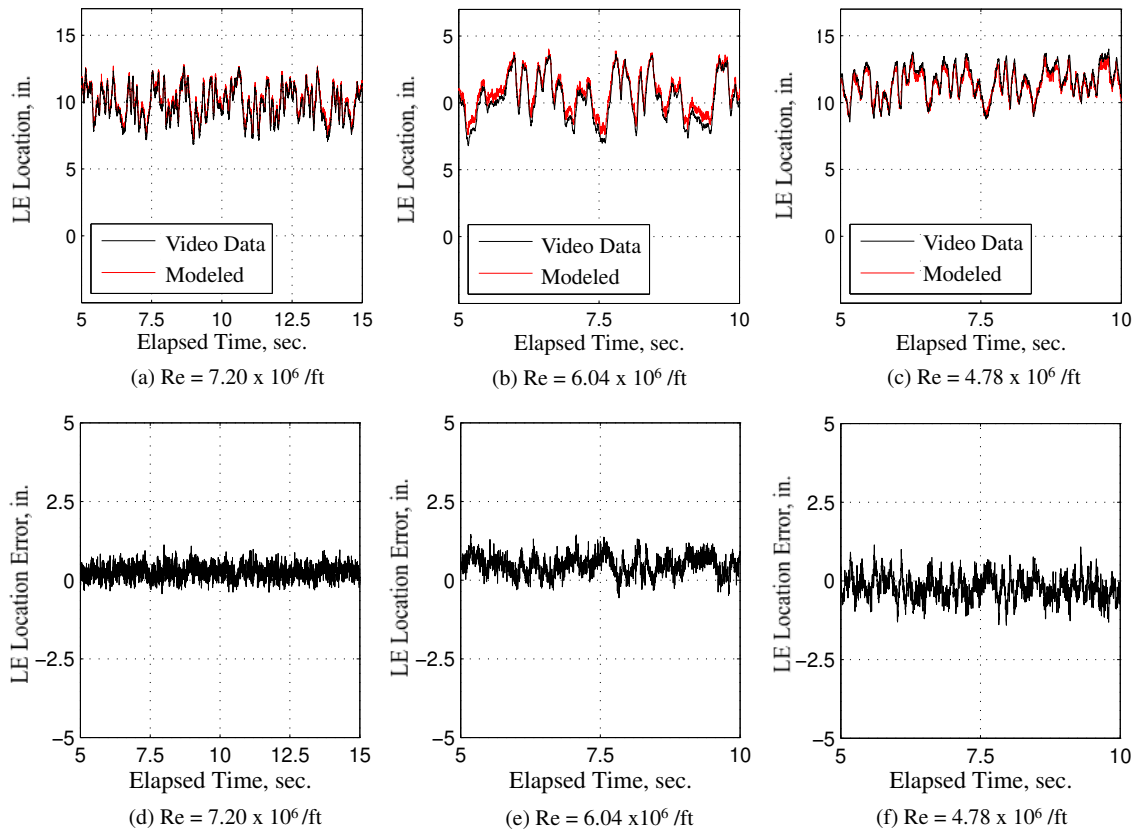 15
10
5
0
LE Location, in.
Video Data
Modeled
5
7.5
10
12.5
15
Elapsed Time, sec.
(a) Re = 7.20 x 10⁶ /ft
5
0
5
0
LE Location, in.
Video Data
Modeled
5
7.5
10
Elapsed Time, sec.
(b) Re = 6.04 x 10⁶ /ft
15
10
5
0
LE Location, in.
Video Data
Modeled
5
7.5
10
Elapsed Time, sec.
(c) Re = 4.78 x 10⁶ /ft
5
2.5
0
−2.5
−5
LE Location Error, in.
5
7.5
10
12.5
15
Elapsed Time, sec.
(d) Re = 7.20 x 10⁶ /ft
5
2.5
0
−2.5
−5
LE Location Error, in.
5
7.5
10
Elapsed Time, sec.
(e) Re = 6.04 x10⁶ /ft
5
2.5
0
−2.5
−5
LE Location Error, in.
5
7.5
10
Elapsed Time, sec.
(f) Re = 4.78 x 10⁶ /ft